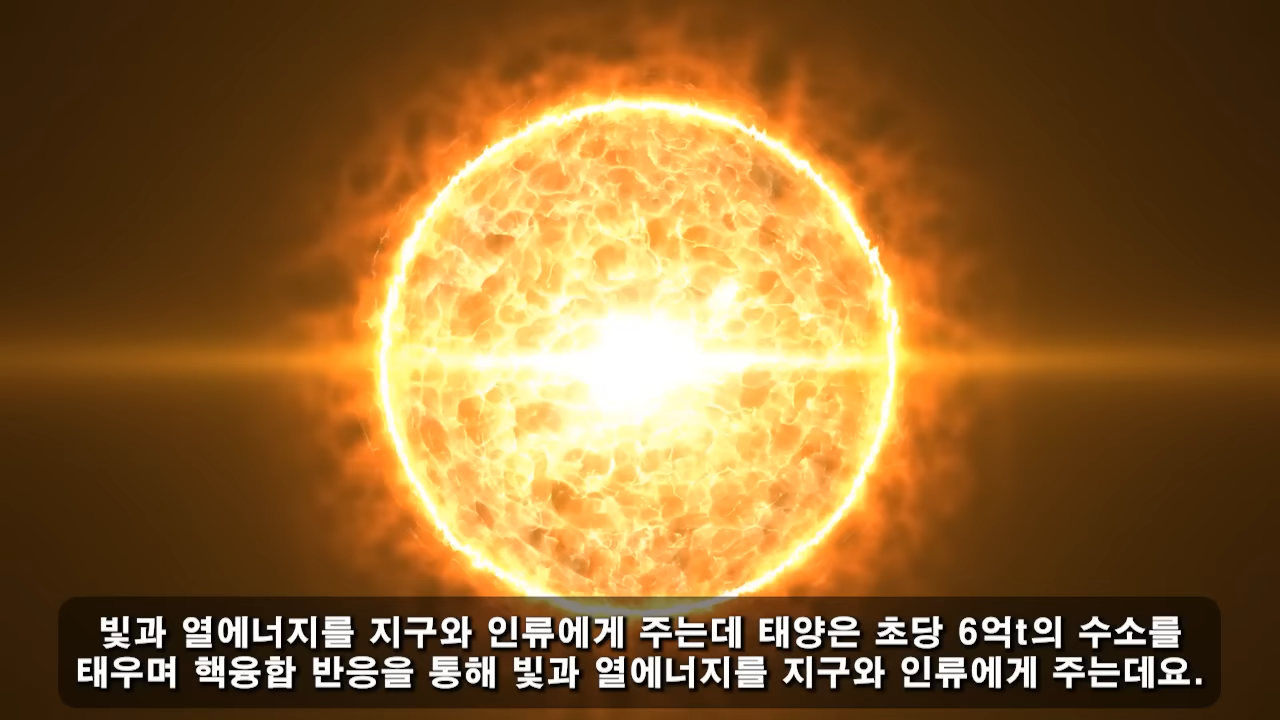 빛과 열에너지를 지구와 인류에게 주는데 태양은 초당 6억t의 수소를
태우며 핵융합 반응을 통해 빛과 열에너지를 지구와 인류에게 주는데요.